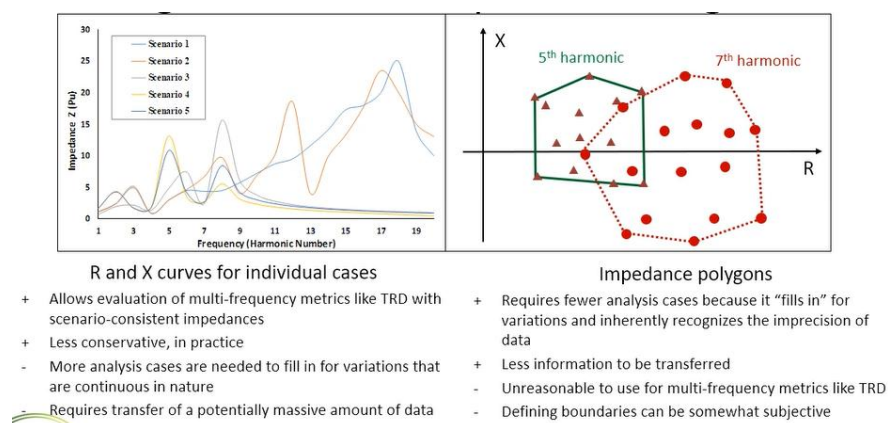 30
25
20
15
10
5
0
Impedance Z (Pu)
Scenario 1
Scenario 2
Scenario 3
Scenario 4
Scenario 5
1 3 5 7 9 11 13 15 17 19
Frequency (Harmonic Number)
X
5th harmonic
7th harmonic
R
R and X curves for individual cases
+ Allows evaluation of multi-frequency metrics like TRD with
scenario-consistent impedances
+ Less conservative, in practice
- More analysis cases are needed to fill in for variations that
are continuous in nature
- Requires transfer of a potentially massive amount of data
Impedance polygons
+ Requires fewer analysis cases because it “fills in” for
variations and inherently recognizes the imprecision of
data
+ Less information to be transferred
- Unreasonable to use for multi-frequency metrics like TRD
- Defining boundaries can be somewhat subjective